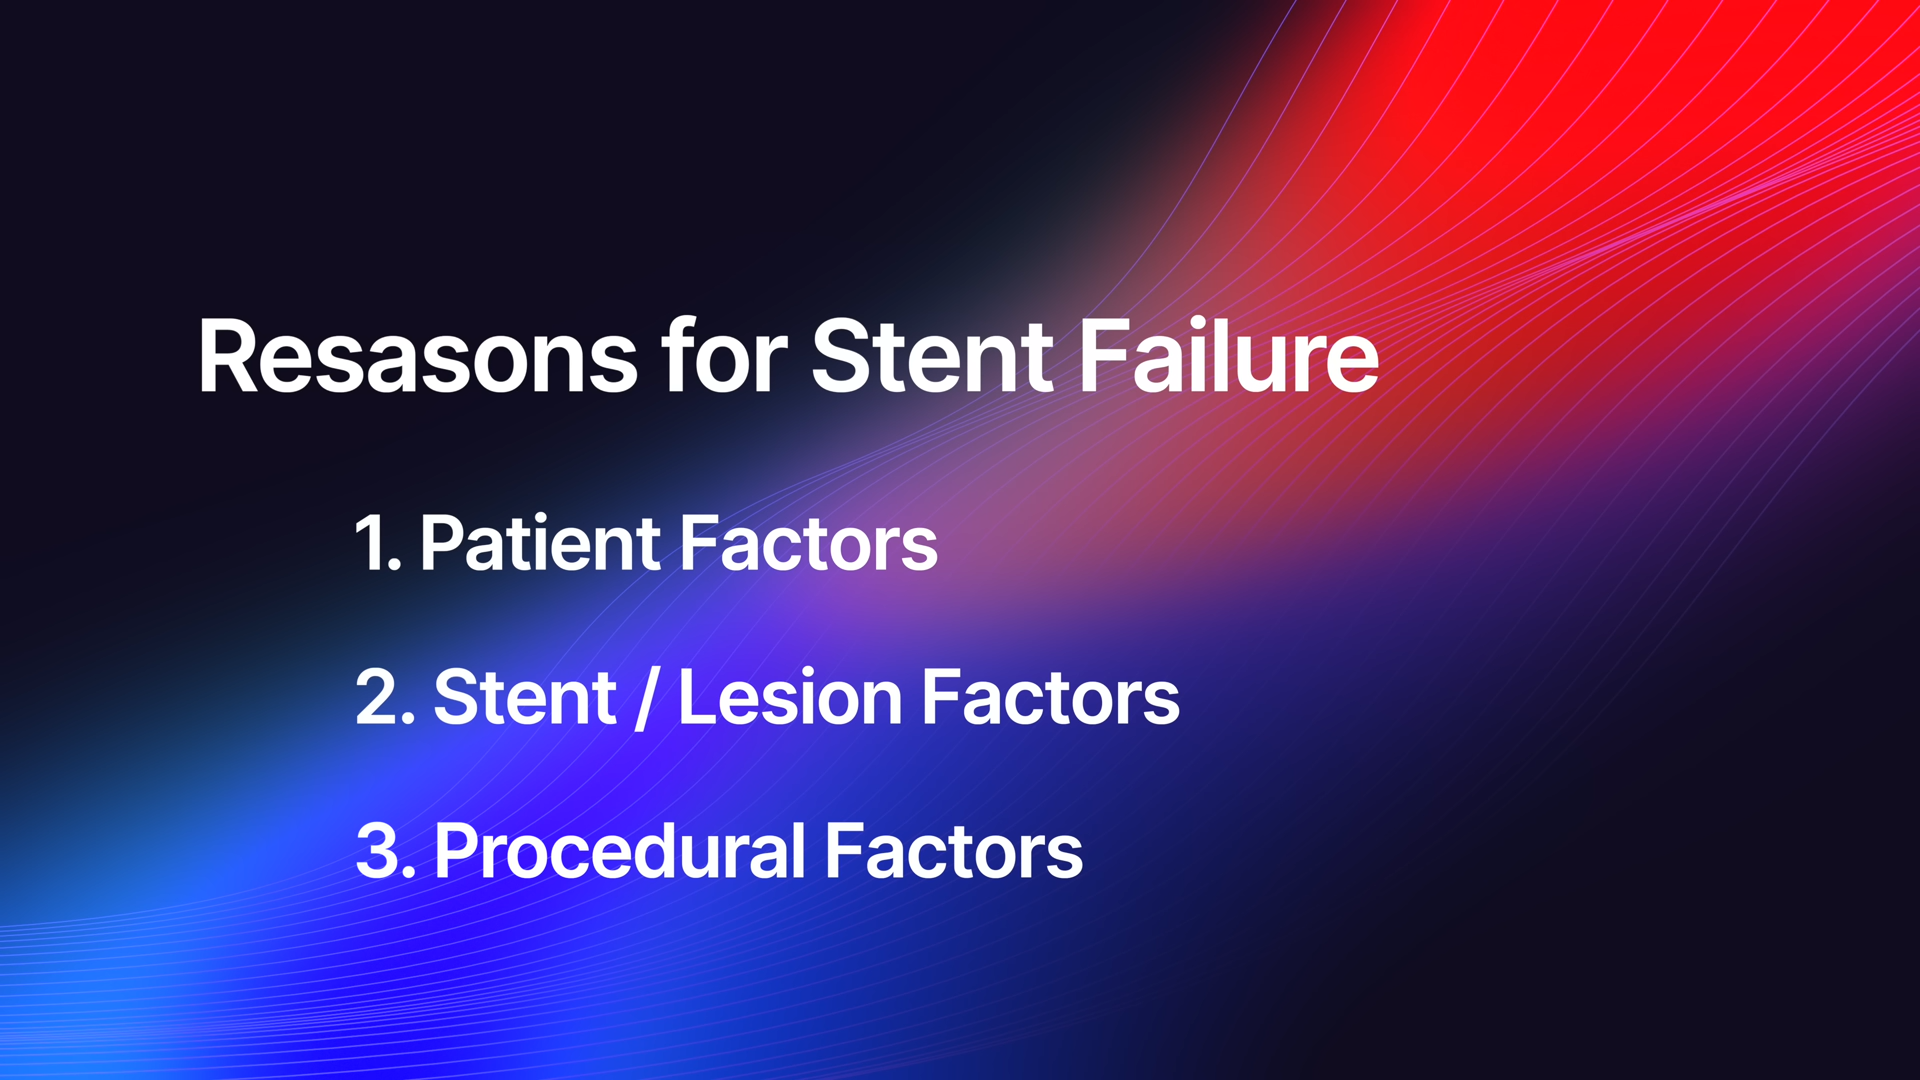 Resasons for Stent Failure
1. Patient Factors
2. Stent / Lesion Factors
3. Procedural Factors